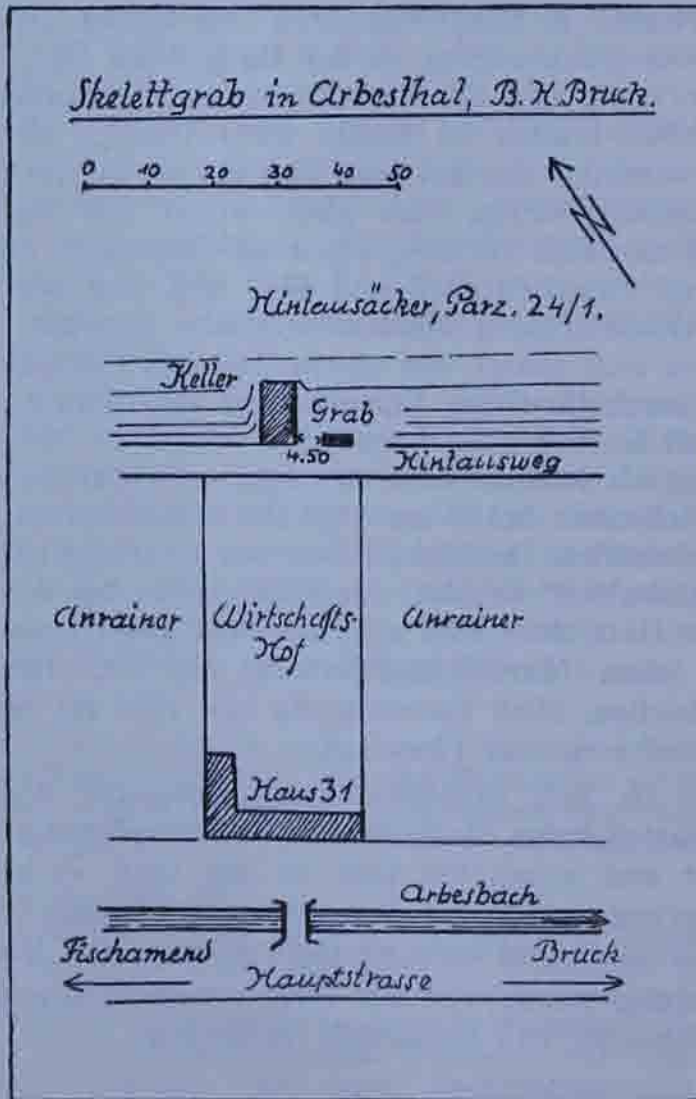 Skelettgrab in Arbesthal, B.H.Bruck.
0 10 20 30 40 50
Hintausäcker, Parz. 24/1.
Keller
Grab
4.50
Hintausweg
Anrainer
Wirtschafts-
Hof
Anrainer
Haus 31
Arbesbach
Fischamend
Bruck
Hauptstrasse